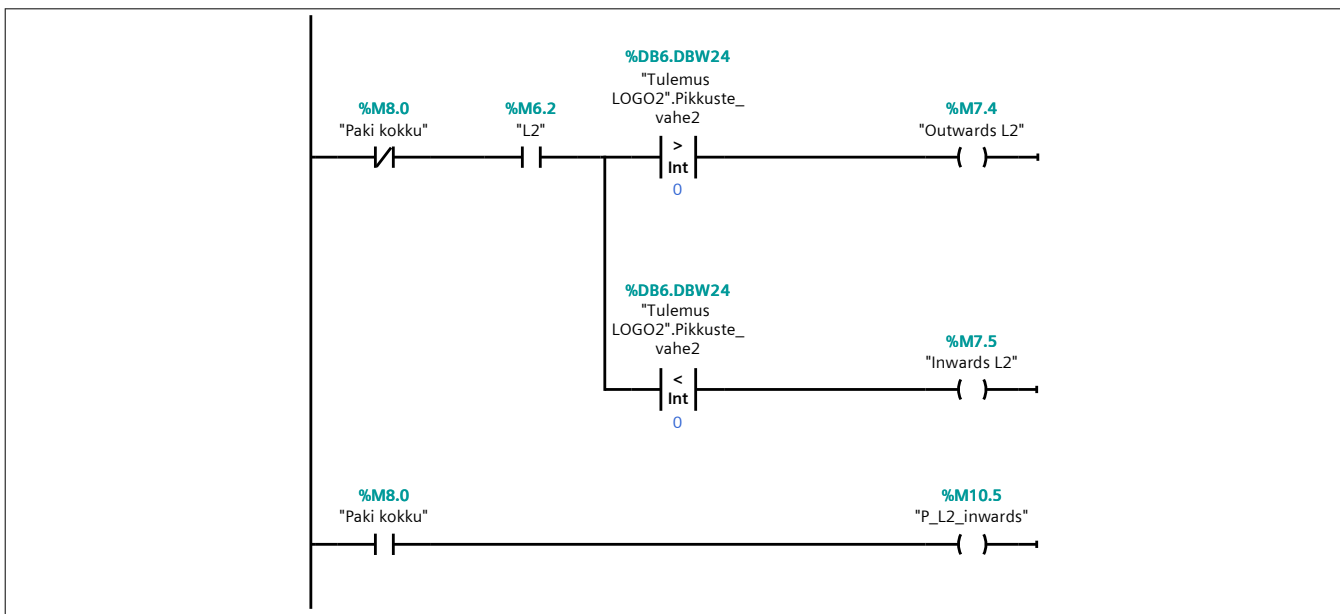 %DB6.DBW24
"Tulemus
LOGO2".Pikkuste_
vahe2
%M8.0
"Paki kokku"
%M6.2
"L2"
%M7.4
"Outwards L2"
>
Int
0
%DB6.DBW24
"Tulemus
LOGO2".Pikkuste_
vahe2
%M7.5
"Inwards L2"
<
Int
0
%M8.0
"Paki kokku"
%M10.5
"P_L2_inwards"